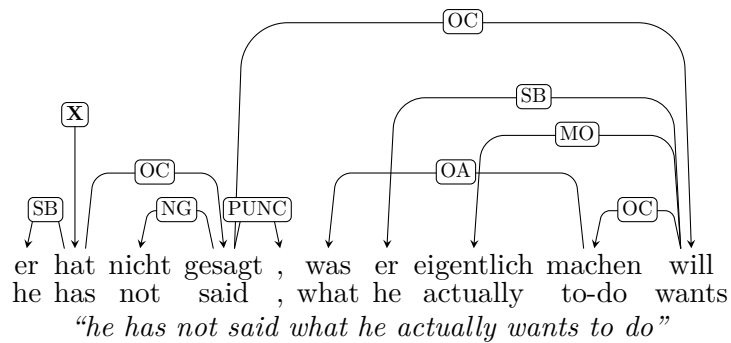 OC
SB
X
MO
OC
OA
SB
NG
PUNC
OC
er hat nicht gesagt , was er eigentlich machen will
he has not said , what he actually to-do wants
“he has not said what he actually wants to do”